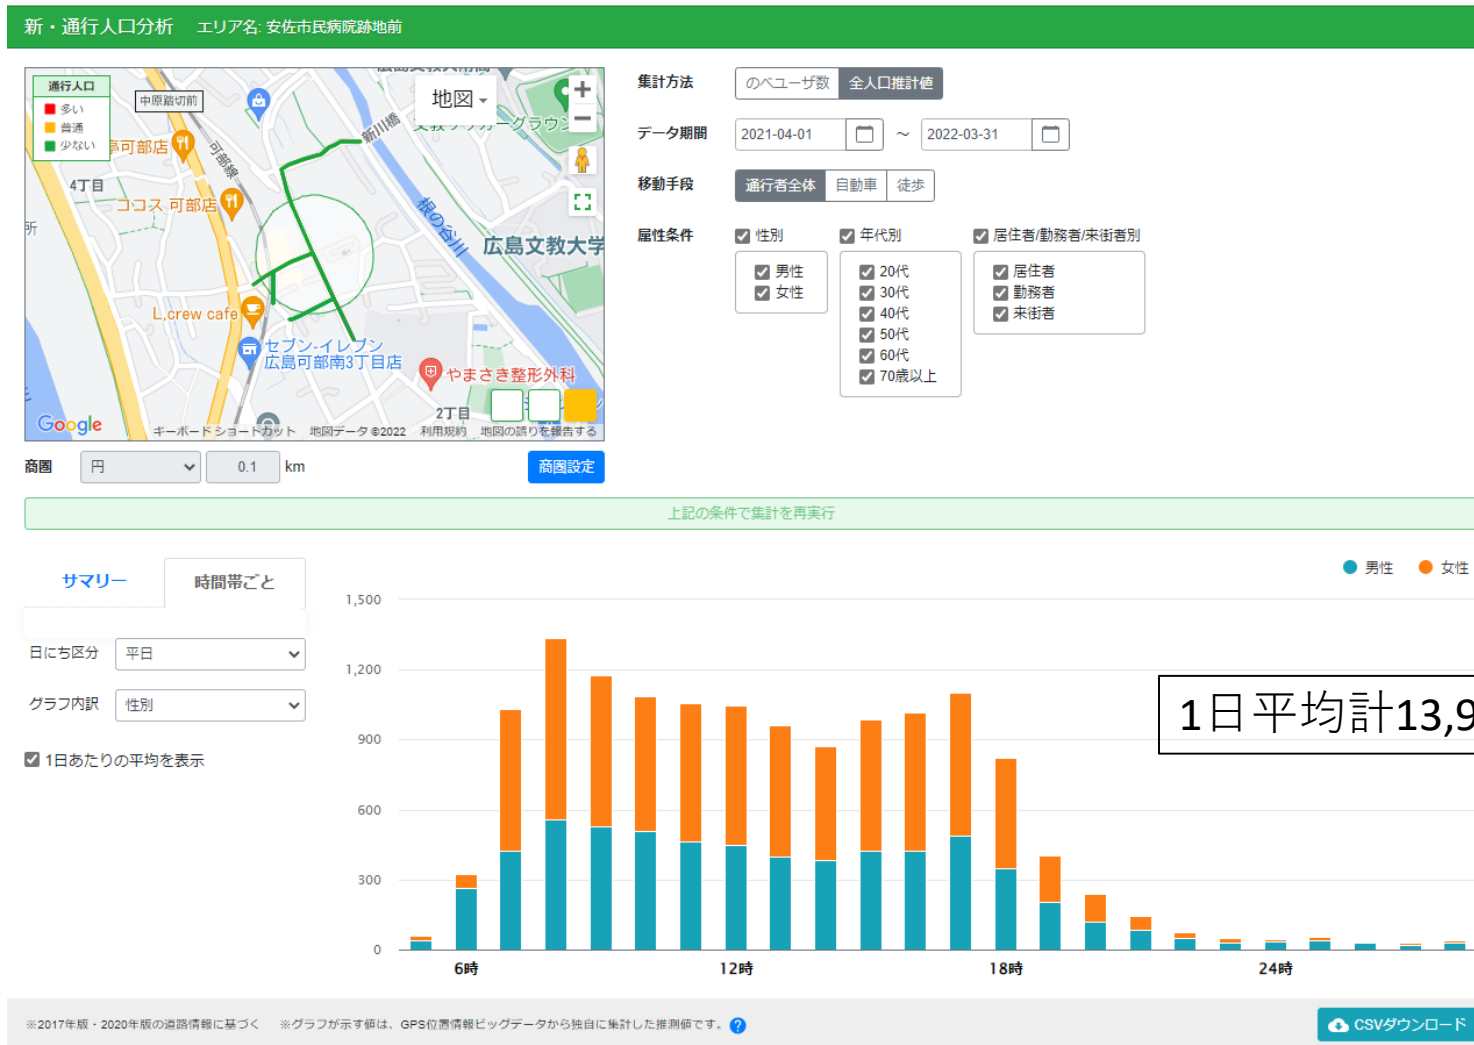 新・通行人口分析 エリア名: 安佐市民病院跡地前
通行人口
多い
普通
少ない
中原踏切前
地図
新川橋
可部線
可部店
4丁目
ココス 可部店
所
根の谷川
広島文教大学
L,crew cafe
セブン-イレブン
広島可部南3丁目店
やまさき整形外科
2丁目
Google
キーボード ショートカット 地図データ ©2022 利用規約 地図の誤りを報告する
商圏 円 0.1 km 商圏設定
集計方法 のべユーザ数 全人口推計値
データ期間 2021-04-01 ～ 2022-03-31
移動手段 通行者全体 自動車 徒歩
属性条件 性別 年代別 居住者/勤務者/来街者別
男性 20代 居住者
女性 30代 勤務者
40代 来街者
50代
60代
70歳以上
上記の条件で集計を再実行
サマリー 時間帯ごと
日にち区分 平日
グラフ内訳 性別
1日あたりの平均を表示
男性 女性
1,500
1,200
900
600
300
0
6時 12時 18時 24時
1日平均計13,9
※2017年版・2020年版の道路情報に基づく ※グラフが示す値は、GPS位置情報ビッグデータから独自に集計した推測値です。 ?
CSVダウンロード